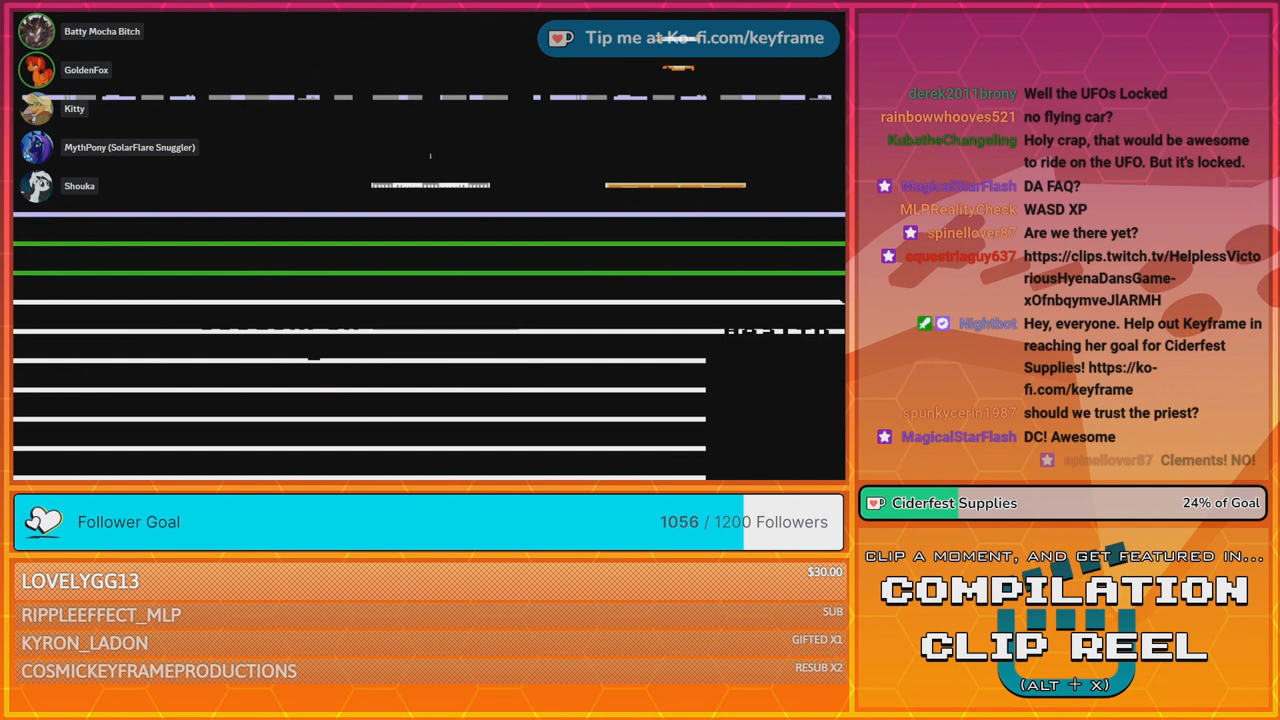 Batty Mocha Bitch
GoldenFox
Kitty
MythPony (SolarFlare Snuggler)
Shouka
Tip me at Ko-fi.com/keyframe
derek2011brony Well the UFOs Locked
rainbowwhooves521 no flying car?
KubatheChangeling Holy crap, that would be awesome
to ride on the UFO. But it's locked.
MagicalStarFlash DA FAQ?
MLPRealityCheck WASD XP
spinellover87 Are we there yet?
equestriaguy637 https://clips.twitch.tv/HelplessVicto
riousHyenaDansGame-
xOfnbqymveJlARMH
Nightbot Hey, everyone. Help out Keyframe in
reaching her goal for Ciderfest
Supplies! https://ko-
fi.com/keyframe
spunkycerin1987 should we trust the priest?
MagicalStarFlash DC! Awesome
spinellover87 Clements! NO!
Follower Goal
1056 / 1200 Followers
Ciderfest Supplies
24% of Goal
LOVELYGG13 $30.00
RIPPLEEFFECT_MLP SUB
KYRON_LADON GIFTED X1
COSMICKEYFRAMEPRODUCTIONS RESUB X2
CLIP A MOMENT, AND GET FEATURED IN...
COMPILATION
CLIP REEL
(ALT + X)